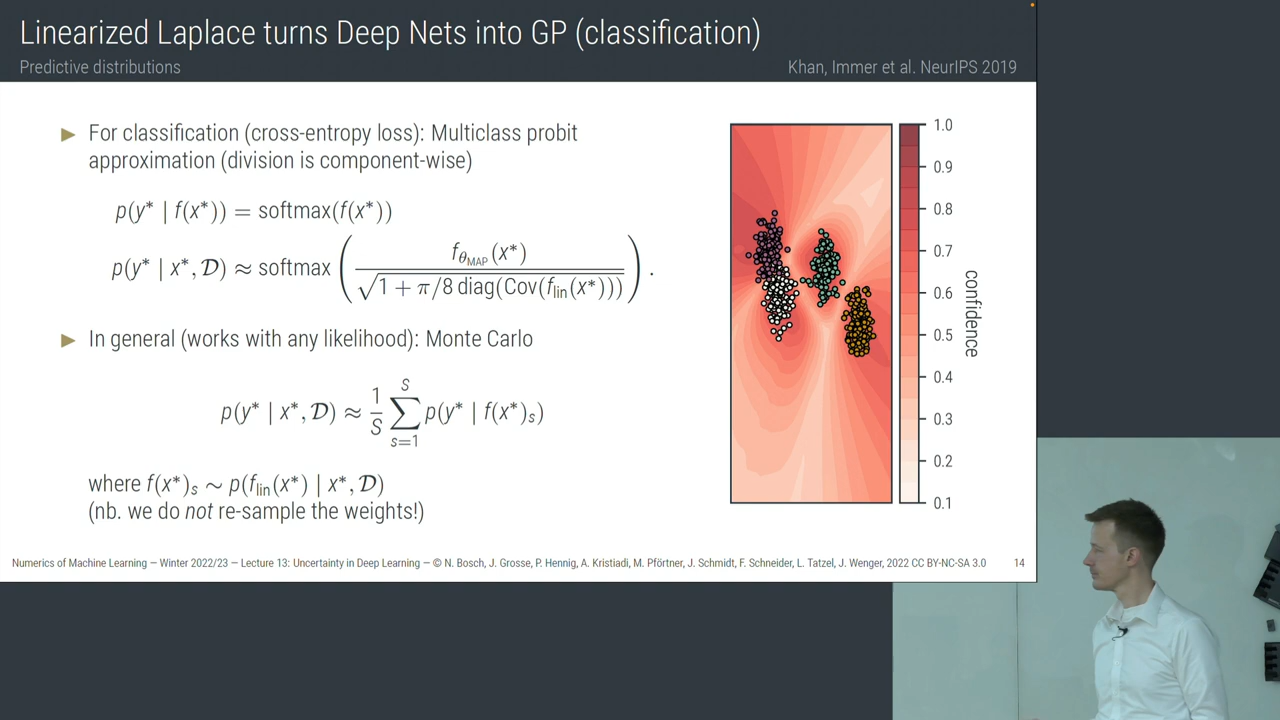 Linearized Laplace turns Deep Nets into GP (classification)
Predictive distributions
Khan, Immer et al. NeurIPS 2019
▶ For classification (cross-entropy loss): Multiclass probit
approximation (division is component-wise)
p(y* | f(x*)) = softmax(f(x*))
p(y* | x*, 𝒟) ≈ softmax ( f_{θ_MAP}(x*) / √(1 + π/8 diag(Cov(f_lin(x*)))) ) .
▶ In general (works with any likelihood): Monte Carlo
p(y* | x*, 𝒟) ≈ 1/S ∑_{s=1}^{S} p(y* | f(x*)_s)
where f(x*)_s ∼ p(f_lin(x*) | x*, 𝒟)
(nb. we do not re-sample the weights!)
1.0
0.9
0.8
0.7
0.6
0.5
0.4
0.3
0.2
0.1
confidence
Numerics of Machine Learning — Winter 2022/23 — Lecture 13: Uncertainty in Deep Learning — © N. Bosch, J. Grosse, P. Hennig, A. Kristiadi, M. Pförtner, J. Schmidt, F. Schneider, L. Tatzel, J. Wenger, 2022 CC BY-NC-SA 3.0
14